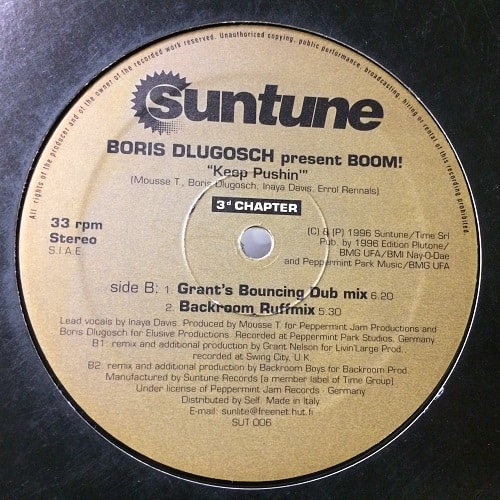 All rights of the producer and of the owner of the recorded work reserved. Unauthorized copying, public performance, broadcasting, hiring or rental of this recording prohibited.
suntune
BORIS DLUGOSCH present BOOM!
"Keep Pushin'"
(Mousse T., Boris Dlugosch, Inaya Davis, Errol Rennals)
3d CHAPTER
33 rpm
Stereo
S.I.A.E
(C) & (P) 1996 Suntune/Time Srl
Pub. by 1996 Edition Plutone/
BMG UFA/BMI Nay-O-Dae
and Peppermint Park Music/BMG UFA
side B: 1. Grant's Bouncing Dub mix 6.20
2. Backroom Ruffmix 5.30
Lead vocals by Inaya Davis. Produced by Mousse T. for Peppermint Jam Productions and
Boris Dlugosch for Elusive Productions. Recorded at Peppermint Park Studios, Germany.
B1: remix and additional production by Grant Nelson for Livin'Large Prod.
recorded at Swing City, U.K.
B2: remix and additional production by Backroom Boys for Backroom Prod.
Manufactured by Suntune Records (a member label of Time Group)
Under license of Peppermint Jam Records - Germany
Distributed by Self. Made in Italy.
E-mail: sunlite@freenet.hut.fi
SUT 006